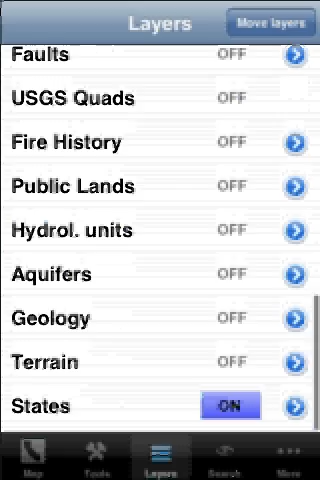 Layers
Move layers
Faults OFF
USGS Quads OFF
Fire History OFF
Public Lands OFF
Hydrol. units OFF
Aquifers OFF
Geology OFF
Terrain OFF
States ON
Map Tools Layers Search More